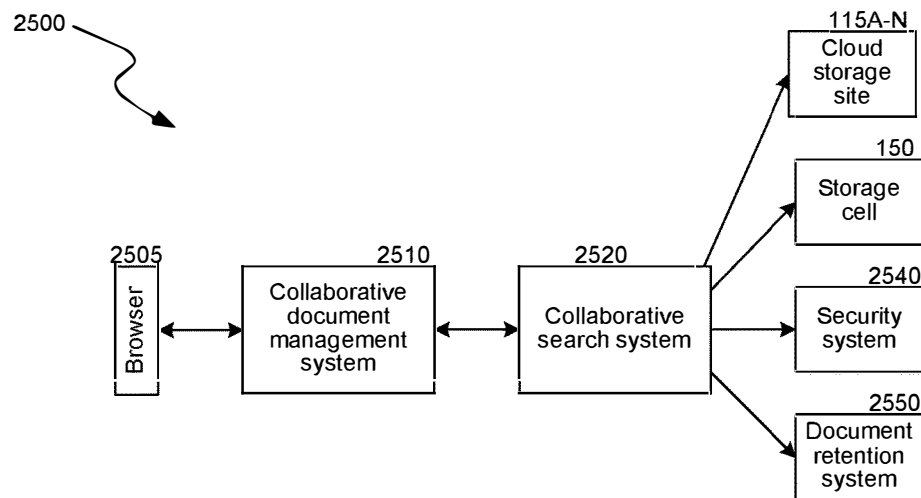 2500
115A-N
Cloud
storage
site
150
Storage
cell
2505
Browser
2510
Collaborative
document
management
system
2520
Collaborative
search system
2540
Security
system
2550
Document
retention
system